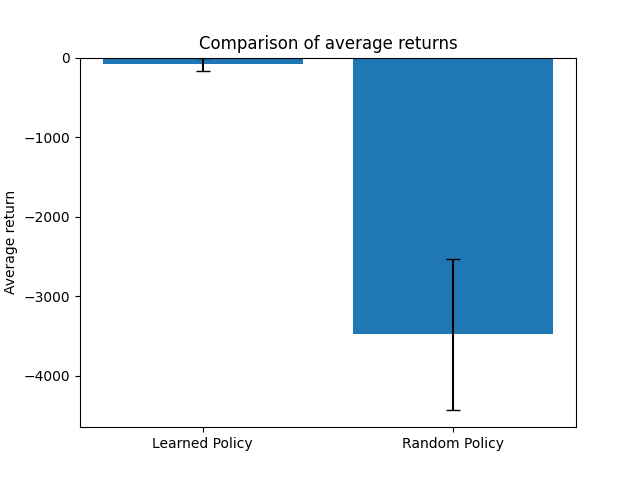 Comparison of average returns
Average return
0
−1000
−2000
−3000
−4000
Learned Policy
Random Policy